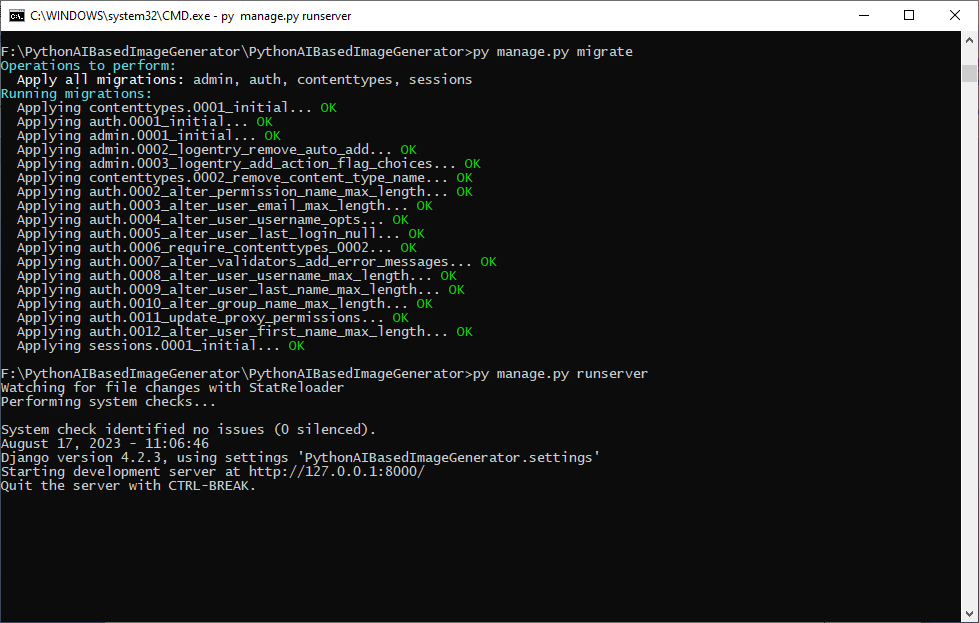 C:\WINDOWS\system32\CMD.exe - py  manage.py runserver
F:\PythonAIBasedImageGenerator\PythonAIBasedImageGenerator>py manage.py migrate
Operations to perform:
  Apply all migrations: admin, auth, contenttypes, sessions
Running migrations:
  Applying contenttypes.0001_initial... OK
  Applying auth.0001_initial... OK
  Applying admin.0001_initial... OK
  Applying admin.0002_logentry_remove_auto_add... OK
  Applying admin.0003_logentry_add_action_flag_choices... OK
  Applying contenttypes.0002_remove_content_type_name... OK
  Applying auth.0002_alter_permission_name_max_length... OK
  Applying auth.0003_alter_user_email_max_length... OK
  Applying auth.0004_alter_user_username_opts... OK
  Applying auth.0005_alter_user_last_login_null... OK
  Applying auth.0006_require_contenttypes_0002... OK
  Applying auth.0007_alter_validators_add_error_messages... OK
  Applying auth.0008_alter_user_username_max_length... OK
  Applying auth.0009_alter_user_last_name_max_length... OK
  Applying auth.0010_alter_group_name_max_length... OK
  Applying auth.0011_update_proxy_permissions... OK
  Applying auth.0012_alter_user_first_name_max_length... OK
  Applying sessions.0001_initial... OK
F:\PythonAIBasedImageGenerator\PythonAIBasedImageGenerator>py manage.py runserver
Watching for file changes with StatReloader
Performing system checks...
System check identified no issues (0 silenced).
August 17, 2023 - 11:06:46
Django version 4.2.3, using settings 'PythonAIBasedImageGenerator.settings'
Starting development server at http://127.0.0.1:8000/
Quit the server with CTRL-BREAK.